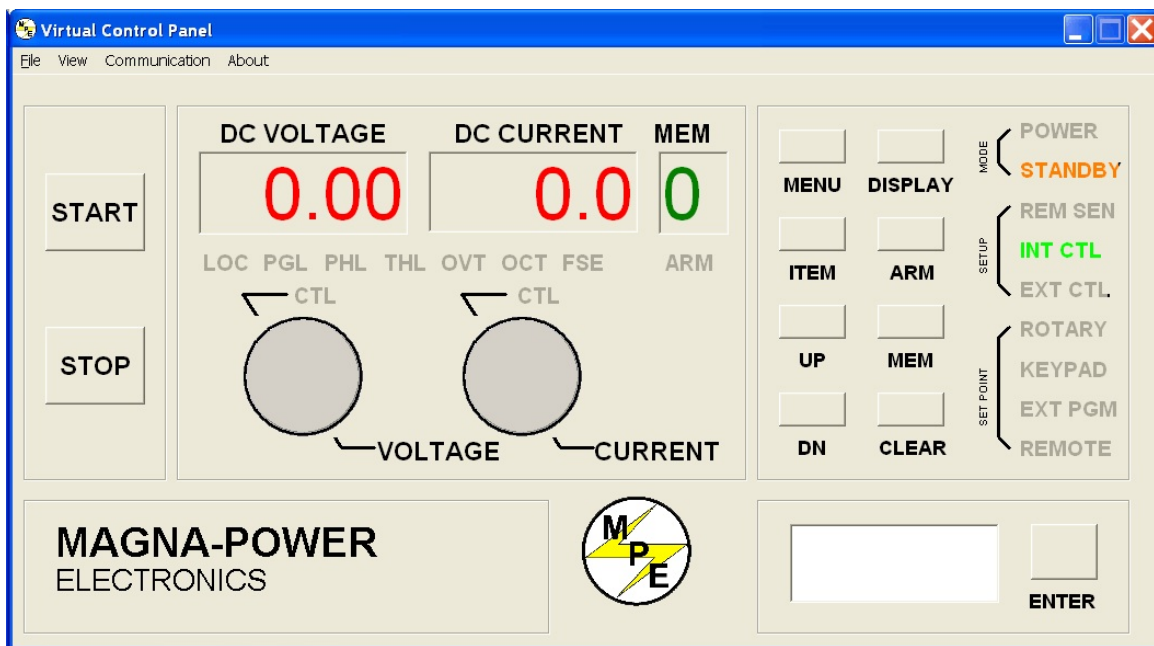 Virtual Control Panel
File View Communication About
START
STOP
DC VOLTAGE DC CURRENT MEM
0.00 0.0 0
LOC PGL PHL THL OVT OCT FSE ARM
CTL CTL
VOLTAGE CURRENT
MENU DISPLAY
ITEM ARM
UP MEM
DN CLEAR
MODE
POWER
STANDBY
SETUP
REM SEN
INT CTL
EXT CTL
SET POINT
ROTARY
KEYPAD
EXT PGM
REMOTE
MAGNA-POWER
ELECTRONICS
MPE
ENTER